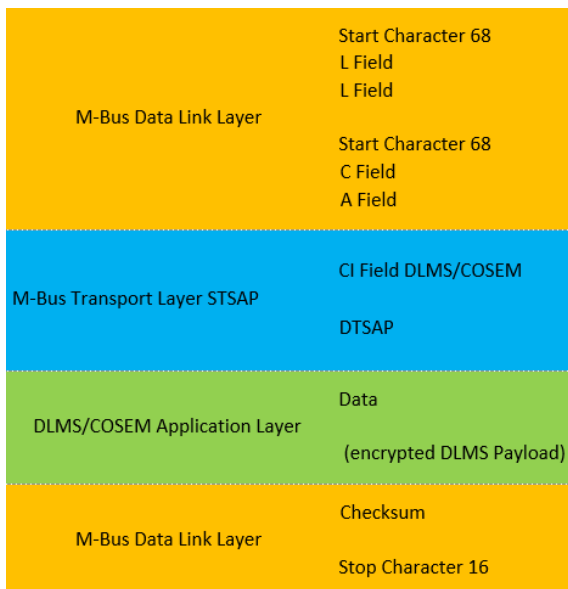 Start Character 68
L Field
L Field
M-Bus Data Link Layer
Start Character 68
C Field
A Field
CI Field DLMS/COSEM
M-Bus Transport Layer STSAP
DTSAP
Data
DLMS/COSEM Application Layer
(encrypted DLMS Payload)
Checksum
M-Bus Data Link Layer
Stop Character 16